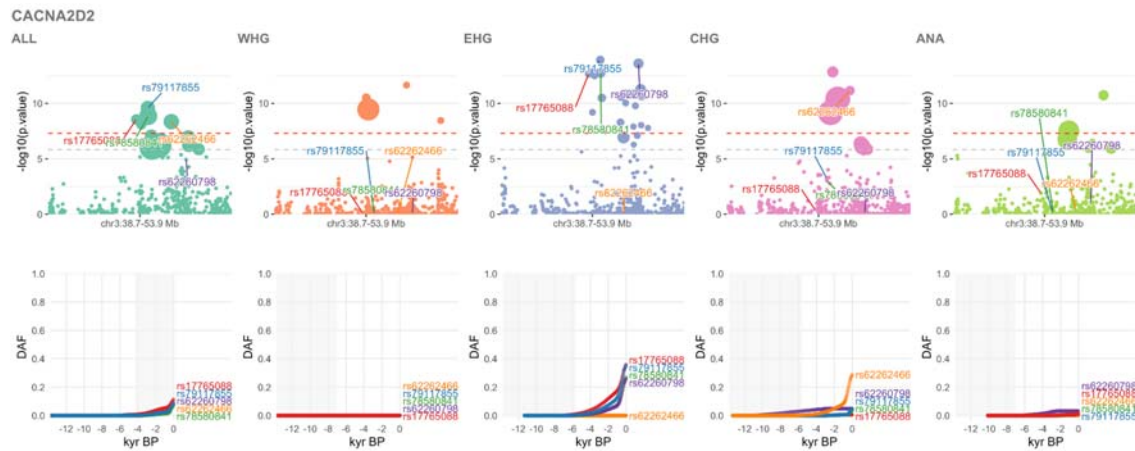 CACNA2D2
ALL
WHG
EHG
CHG
ANA
-log10(p.value)
10
5
0
rs79117855
rs17765088
rs78580841
rs62262466
rs62260798
chr3:38.7-53.9 Mb
-log10(p.value)
10
5
0
rs79117855
rs62262466
rs17765088
rs78580841
rs62260798
chr3:38.7-53.9 Mb
-log10(p.value)
10
5
0
rs79117855
rs62260798
rs17765088
rs78580841
rs62262466
chr3:38.7-53.9 Mb
-log10(p.value)
10
5
0
rs62262466
rs79117855
rs17765088
rs78580841
rs62260798
chr3:38.7-53.9 Mb
-log10(p.value)
10
5
0
rs78580841
rs62260798
rs79117855
rs17765088
rs62262466
chr3:38.7-53.9 Mb
DAF
1.0
0.8
0.6
0.4
0.2
0.0
rs17765088
rs79117855
rs62260798
rs62262466
rs78580841
-12 -10 -8 -6 -4 -2 0
kyr BP
DAF
1.0
0.8
0.6
0.4
0.2
0.0
rs62262466
rs79117855
rs78580841
rs62260798
rs17765088
-12 -10 -8 -6 -4 -2 0
kyr BP
DAF
1.0
0.8
0.6
0.4
0.2
0.0
rs17765088
rs79117855
rs78580841
rs62260798
rs62262466
-12 -10 -8 -6 -4 -2 0
kyr BP
DAF
1.0
0.8
0.6
0.4
0.2
0.0
rs62262466
rs62260798
rs79117855
rs78580841
rs17765088
-12 -10 -8 -6 -4 -2 0
kyr BP
DAF
1.0
0.8
0.6
0.4
0.2
0.0
rs62260798
rs17765088
rs62262466
rs78580841
rs79117855
-12 -10 -8 -6 -4 -2 0
kyr BP